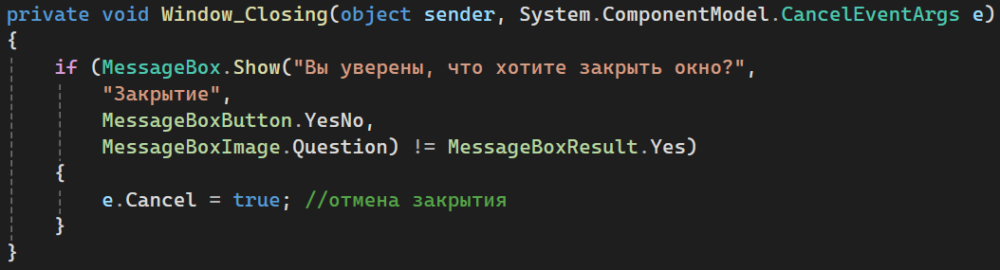 private void Window_Closing(object sender, System.ComponentModel.CancelEventArgs e)
{
if (MessageBox.Show("Вы уверены, что хотите закрыть окно?",
"Закрытие",
MessageBoxButton.YesNo,
MessageBoxImage.Question) != MessageBoxResult.Yes)
{
e.Cancel = true; //отмена закрытия
}
}